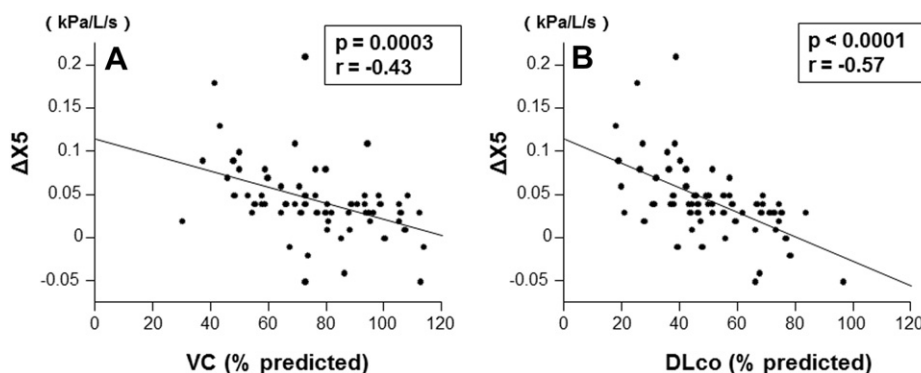 ( kPa/L/s )
A
p = 0.0003
r = -0.43
0.2
0.15
0.1
0.05
0
-0.05
ΔX5
0 20 40 60 80 100 120
VC (% predicted)
( kPa/L/s )
B
p < 0.0001
r = -0.57
0.2
0.15
0.1
0.05
0
-0.05
ΔX5
0 20 40 60 80 100 120
DLco (% predicted)